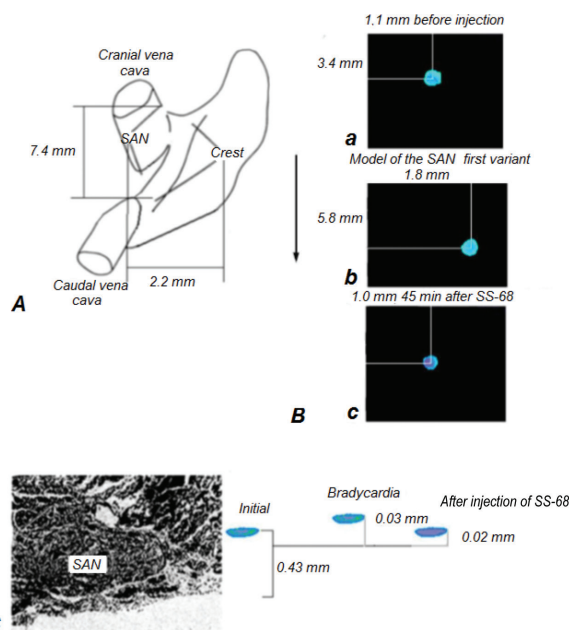 1.1 mm before injection
Cranial vena
cava
3.4 mm
SAN
7.4 mm
Crest
a
Model of the SAN first variant
1.8 mm
5.8 mm
2.2 mm
b
Caudal vena
cava
A
1.0 mm 45 min after SS-68
B
c
Initial
Bradycardia
After injection of SS-68
0.03 mm
0.02 mm
SAN
0.43 mm